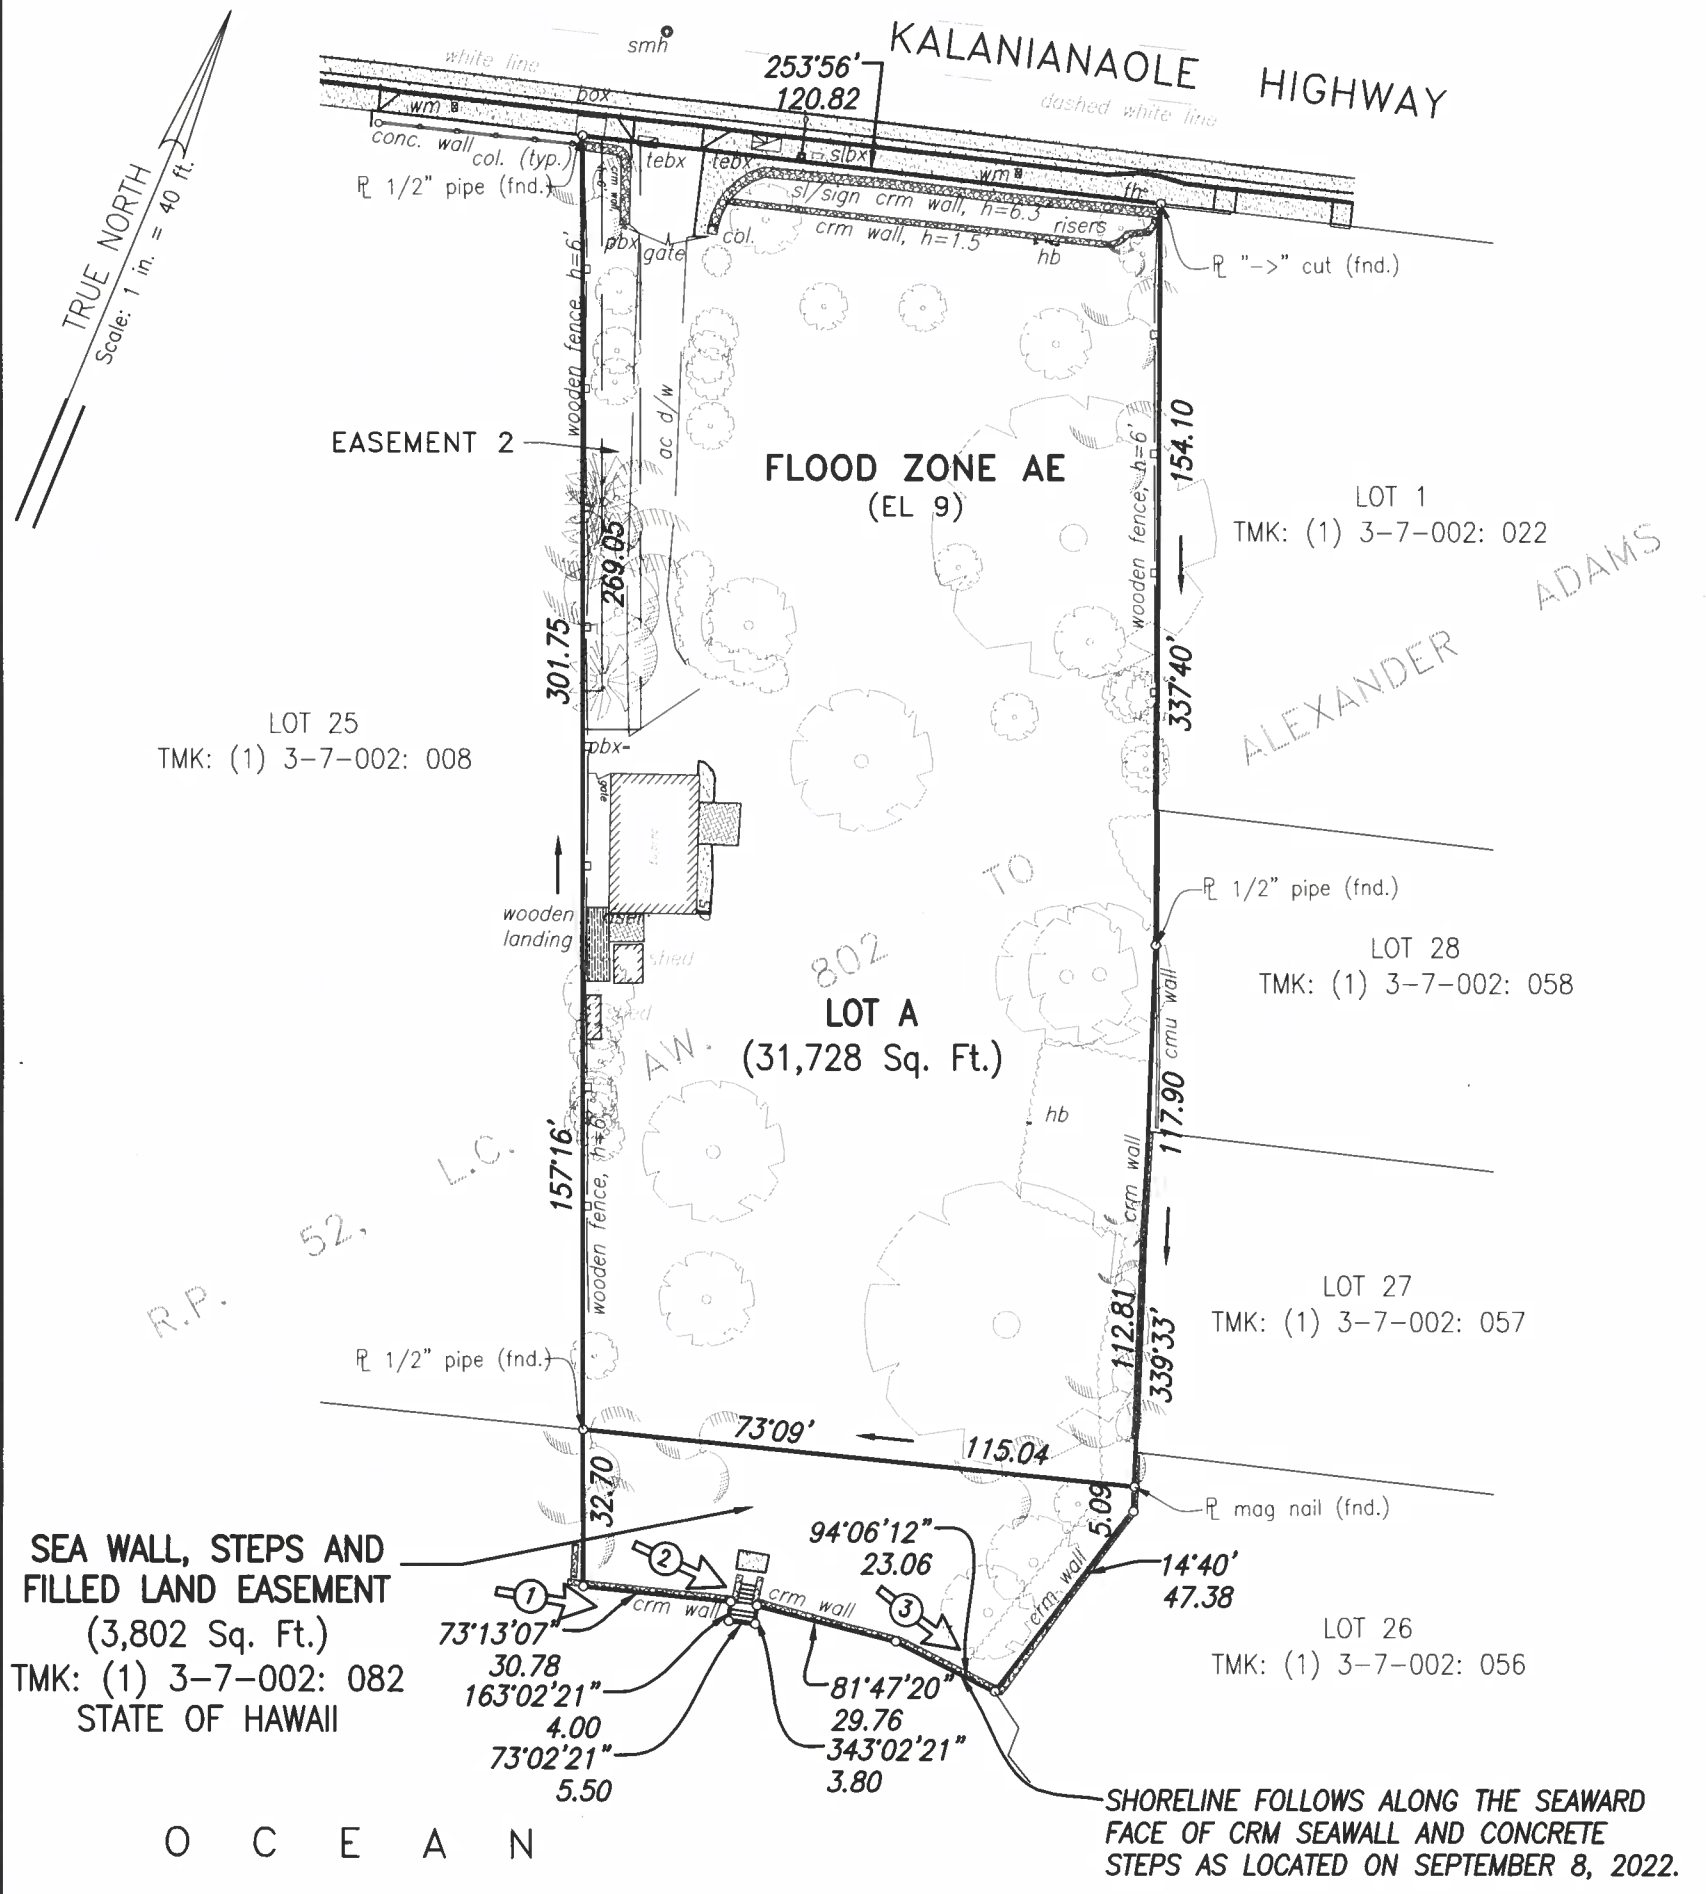 KALANIANAOLE HIGHWAY
smh
white line
253°56'
120.82
dashed white line
box
wm
conc. wall
col. (typ.)
tebx
tebx
slbx
wm
fh
℄ 1/2" pipe (fnd.)
crm wall
sl/sign crm wall, h=6.3'
risers
crm wall, h=1.5'
pbx
gate
col.
hb
℄ "->" cut (fnd.)
TRUE NORTH
Scale: 1 in. = 40 ft.
wooden fence, h=6'
ac d/w
EASEMENT 2
FLOOD ZONE AE
(EL 9)
wooden fence, h=6'
154.10
337°40'
LOT 1
TMK: (1) 3-7-002: 022
269.05
301.75
LOT 25
TMK: (1) 3-7-002: 008
pbx
gate
R.P. 52, L.C. AW. 802 TO ALEXANDER ADAMS
℄ 1/2" pipe (fnd.)
wooden
landing
shed
shed
LOT 28
TMK: (1) 3-7-002: 058
LOT A
(31,728 Sq. Ft.)
cmu wall
117.90
hb
crm wall
157°16'
wooden fence, h=6'
112.81
339°33'
LOT 27
TMK: (1) 3-7-002: 057
℄ 1/2" pipe (fnd.)
73°09'
115.04
32.70
5.09
℄ mag nail (fnd.)
SEA WALL, STEPS AND
FILLED LAND EASEMENT
(3,802 Sq. Ft.)
TMK: (1) 3-7-002: 082
STATE OF HAWAII
1
2
3
94°06'12"
23.06
14°40'
47.38
crm wall
crm wall
crm wall
LOT 26
TMK: (1) 3-7-002: 056
73°13'07"
30.78
163°02'21"
4.00
73°02'21"
5.50
81°47'20"
29.76
343°02'21"
3.80
SHORELINE FOLLOWS ALONG THE SEAWARD
FACE OF CRM SEAWALL AND CONCRETE
STEPS AS LOCATED ON SEPTEMBER 8, 2022.
OCEAN